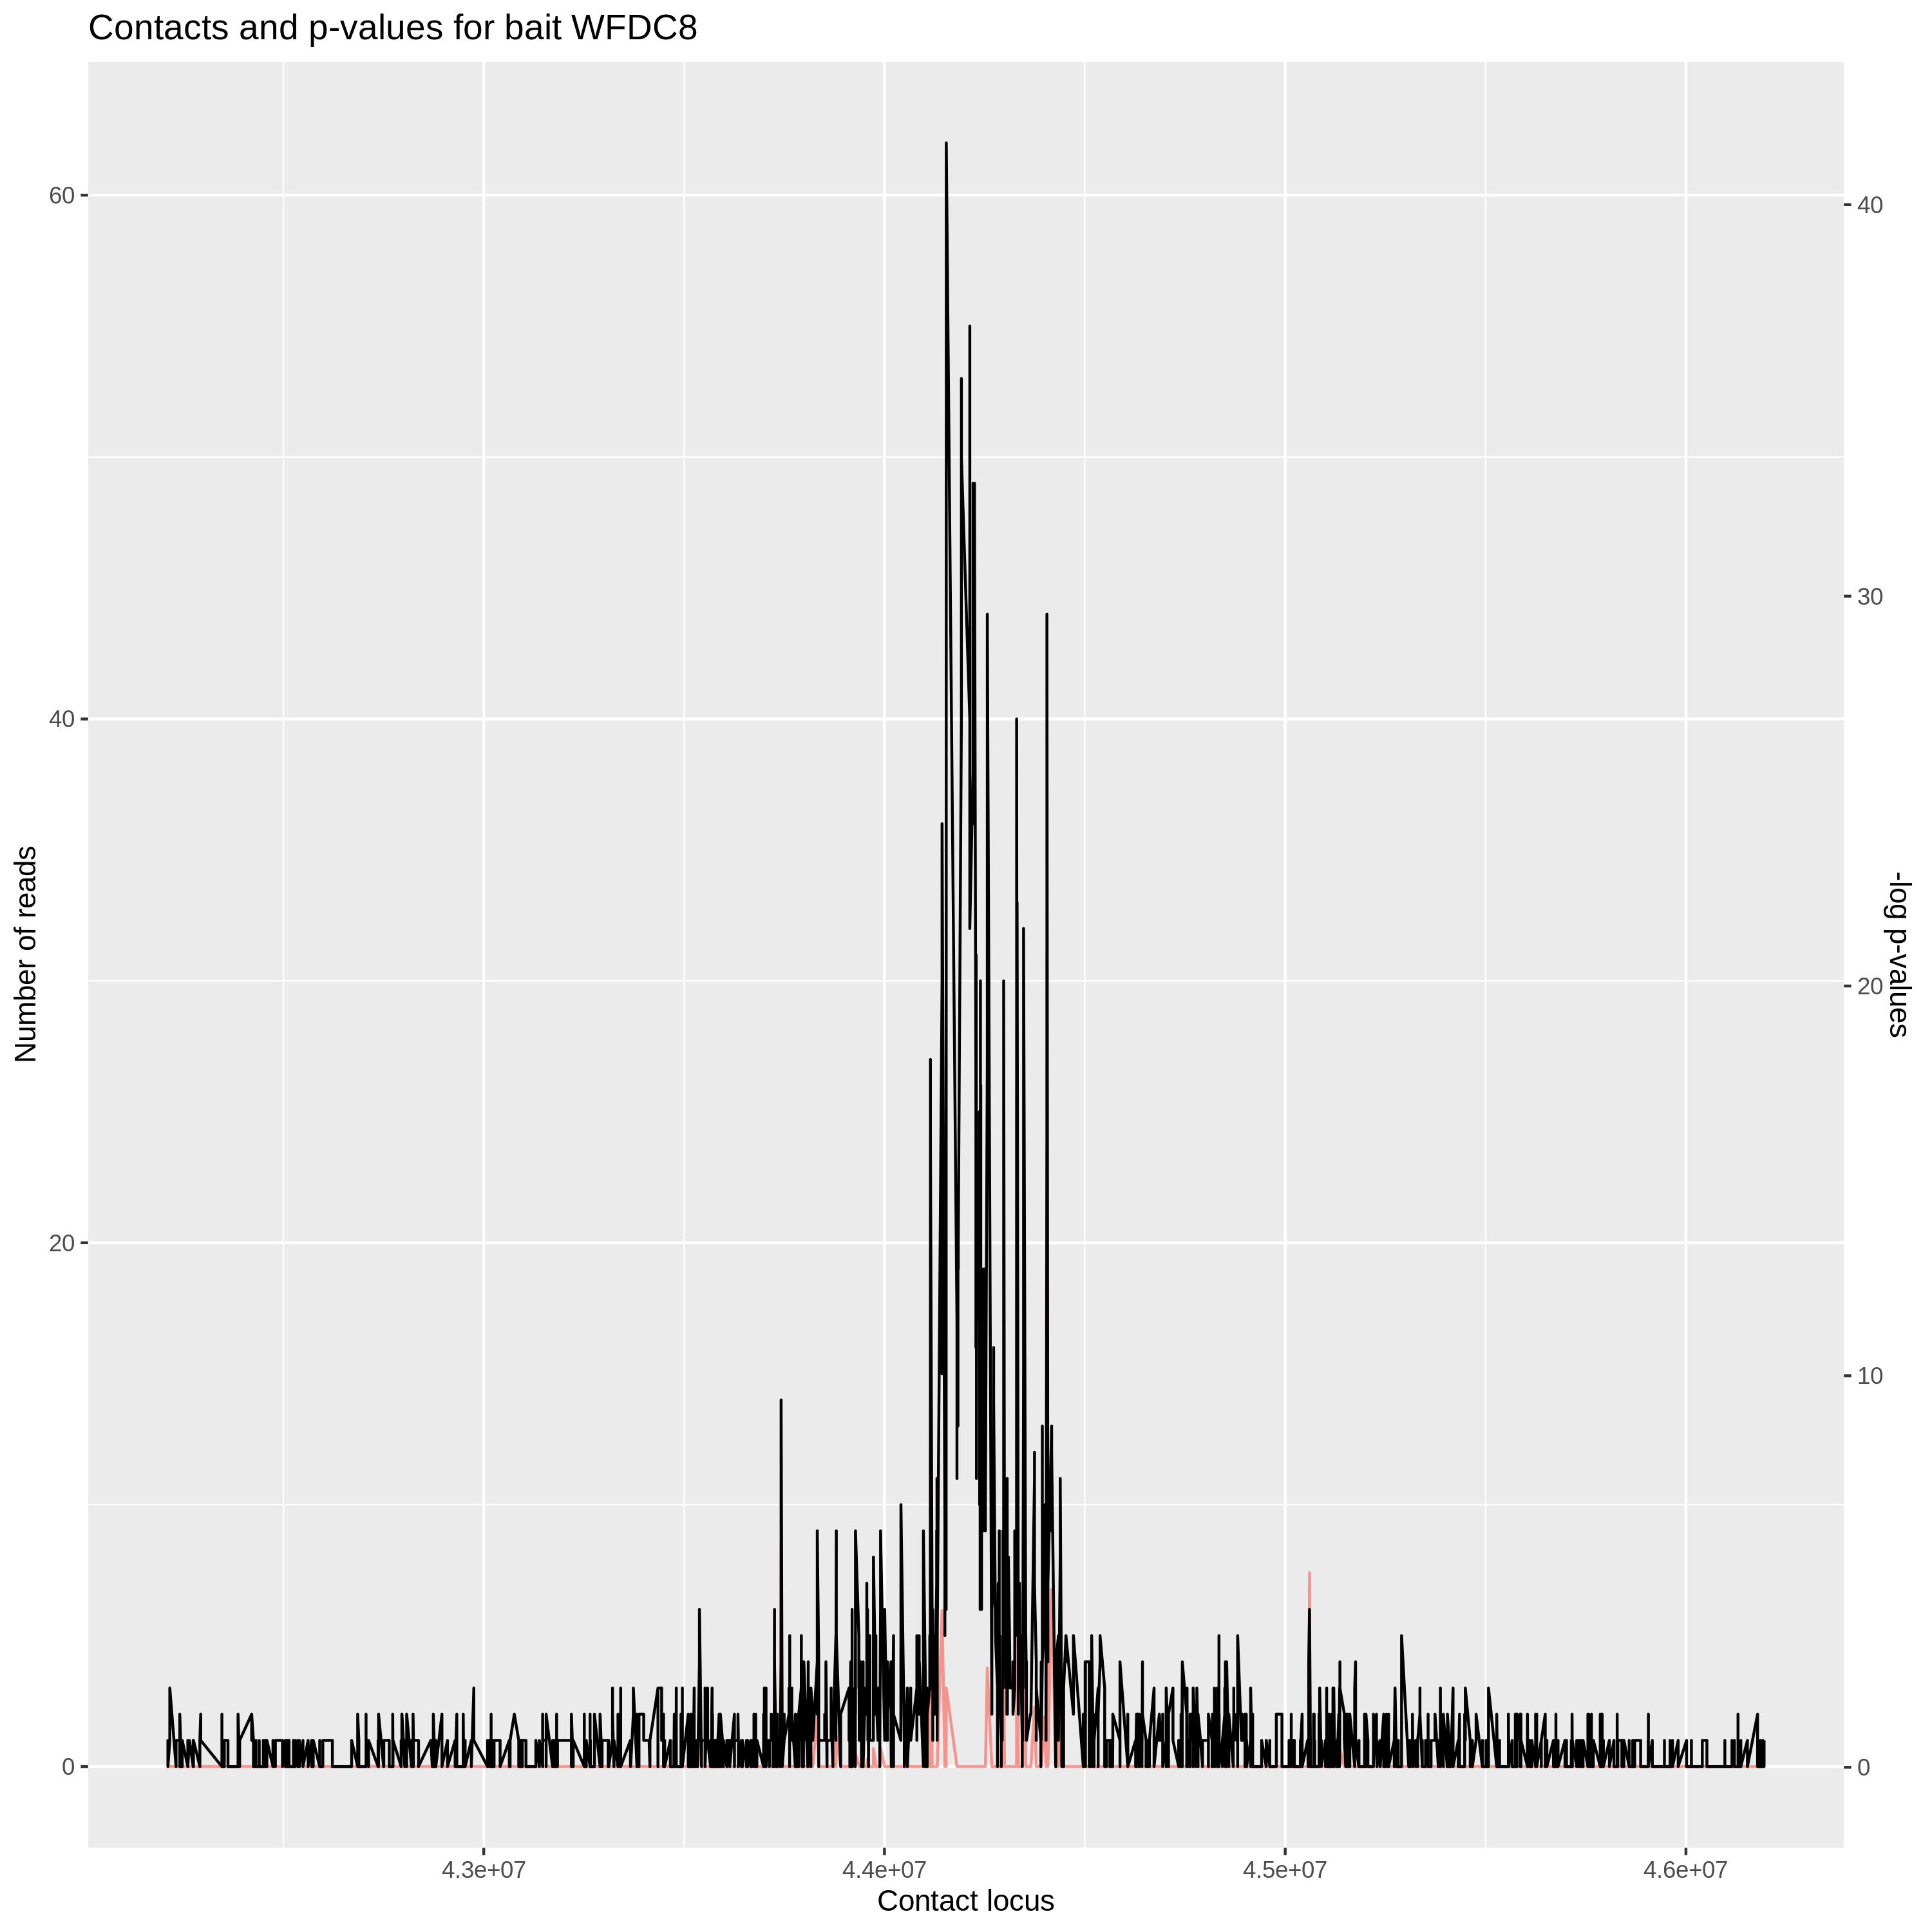 Contacts and p-values for bait WFDC8
60
40
20
0
Number of reads
40
30
20
10
0
-log p-values
4.3e+07
4.4e+07
4.5e+07
4.6e+07
Contact locus